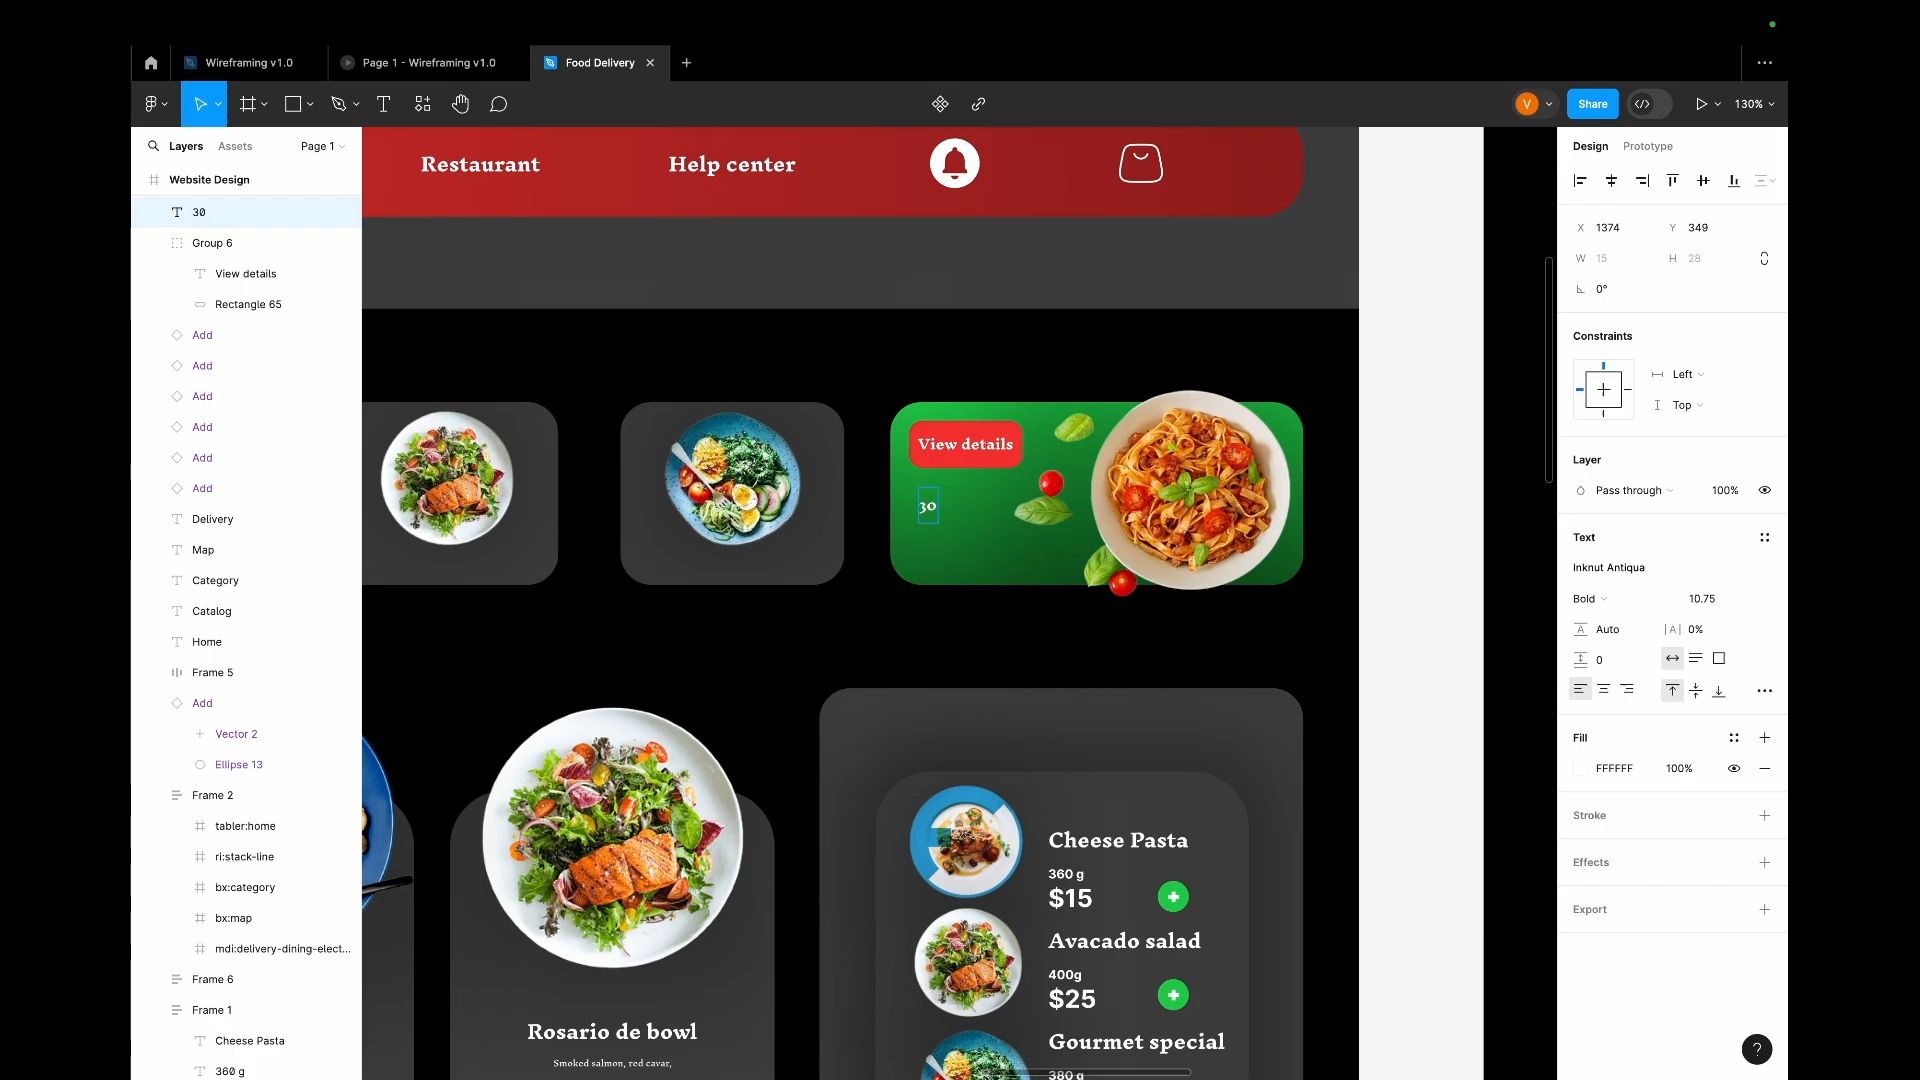 Wireframing v1.0
Page 1 - Wireframing v1.0
Food Delivery
V
Share
130%
Layers
Assets
Page 1
Website Design
30
Group 6
View details
Rectangle 65
Add
Add
Add
Add
Add
Add
Delivery
Map
Category
Catalog
Home
Frame 5
Add
Vector 2
Ellipse 13
Frame 2
tabler:home
ri:stack-line
bx:category
bx:map
mdi:delivery-dining-elect...
Frame 6
Frame 1
Cheese Pasta
360 g
Restaurant
Help center
View details
30
Rosario de bowl
Smoked salmon, red cavar,
Cheese Pasta
360 g
$15
Avacado salad
400g
$25
Gourmet special
380 g
Design
Prototype
X 1374
Y 349
W 15
H 28
0°
Constraints
Left
Top
Layer
Pass through
100%
Text
Inknut Antiqua
Bold
10.75
Auto
0%
0
Fill
FFFFFF
100%
Stroke
Effects
Export
?